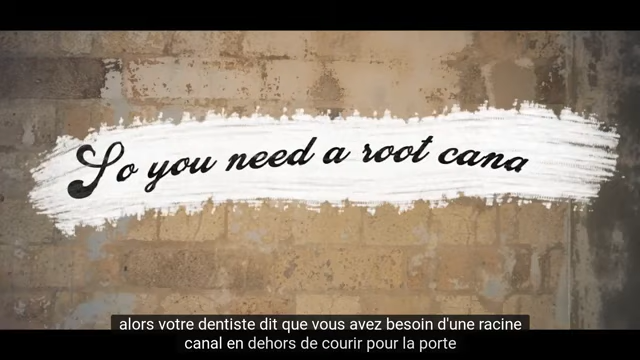 So you need a root cana
alors votre dentiste dit que vous avez besoin d'une racine
canal en dehors de courir pour la porte